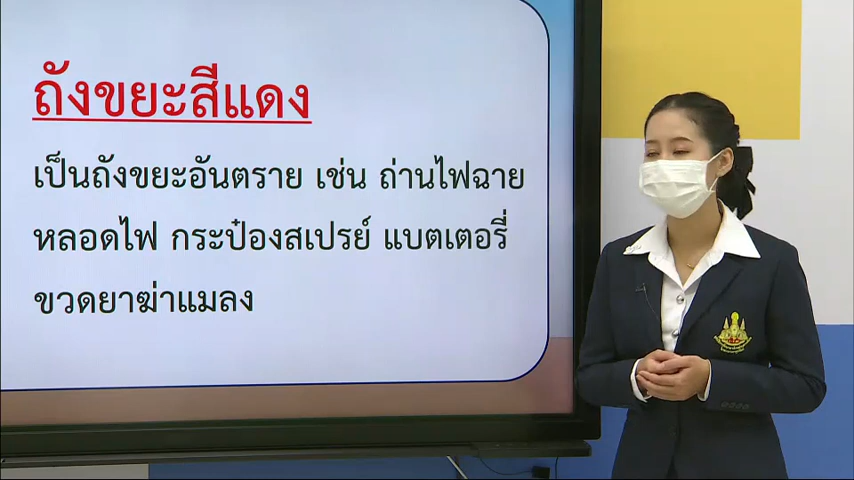 ถังขยะสีแดง
เป็นถังขยะอันตราย เช่น ถ่านไฟฉาย
หลอดไฟ กระป๋องสเปรย์ แบตเตอรี่
ขวดยาฆ่าแมลง